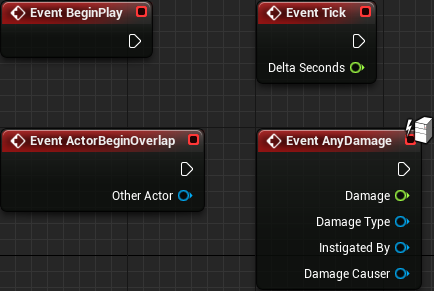 Event BeginPlay
Event Tick
Delta Seconds
Event ActorBeginOverlap
Other Actor
Event AnyDamage
Damage
Damage Type
Instigated By
Damage Causer